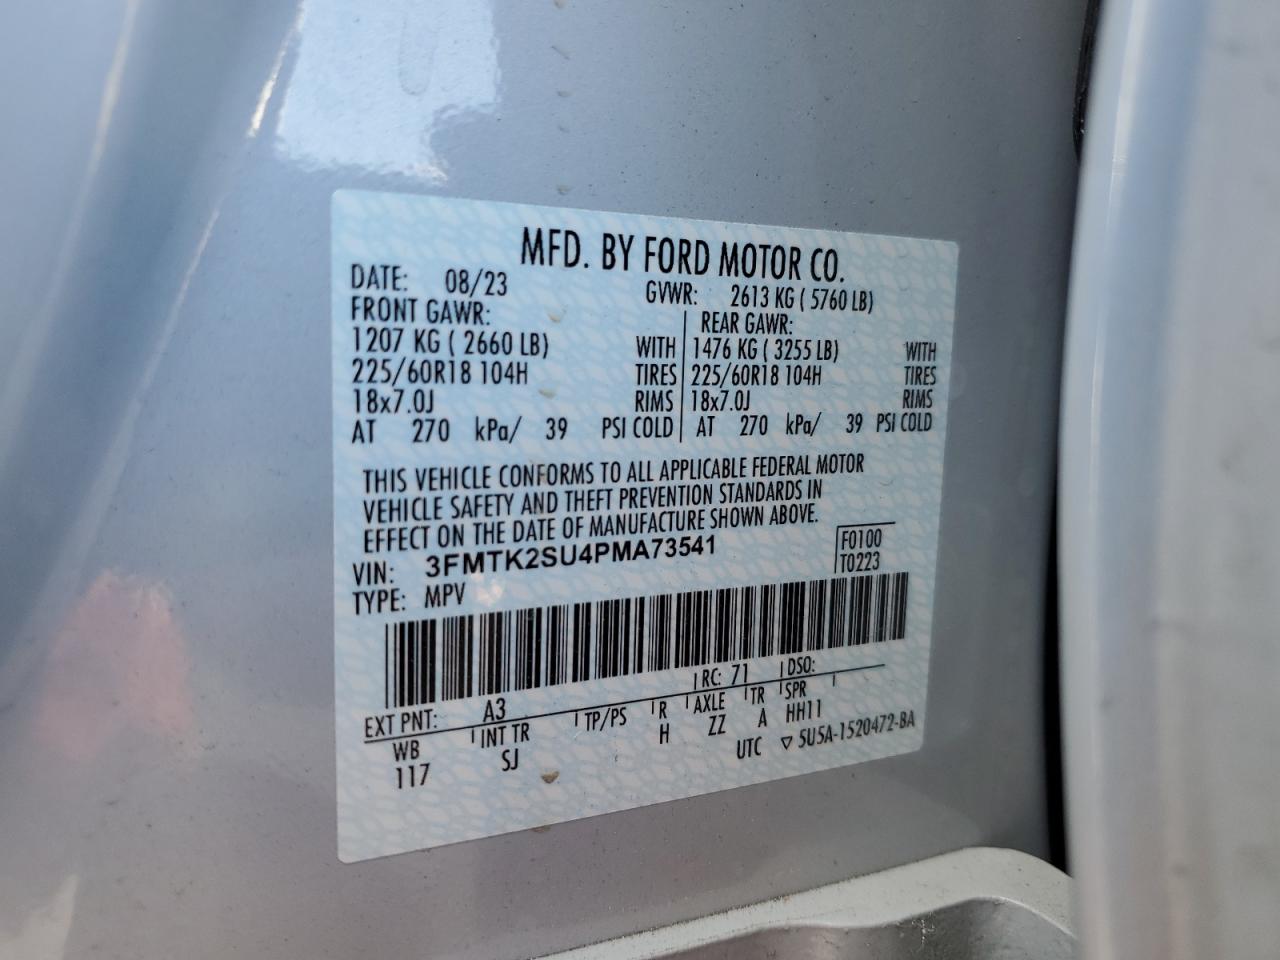 MFD. BY FORD MOTOR CO.
DATE: 08/23 GVWR: 2613 KG ( 5760 LB)
FRONT GAWR: REAR GAWR:
1207 KG ( 2660 LB) WITH 1476 KG ( 3255 LB) WITH
225/60R18 104H TIRES 225/60R18 104H TIRES
18x7.0J RIMS 18x7.0J RIMS
AT 270 kPa/ 39 PSI COLD AT 270 kPa/ 39 PSI COLD
THIS VEHICLE CONFORMS TO ALL APPLICABLE FEDERAL MOTOR
VEHICLE SAFETY AND THEFT PREVENTION STANDARDS IN
EFFECT ON THE DATE OF MANUFACTURE SHOWN ABOVE.
VIN: 3FMTK2SU4PMA73541 F0100
TYPE: MPV T0223
EXT PNT: A3 RC: 71 DSO:
WB INT TR TP/PS R AXLE TR SPR
117 SJ H ZZ A HH11
UTC ▽ 5U5A-1520472-BA